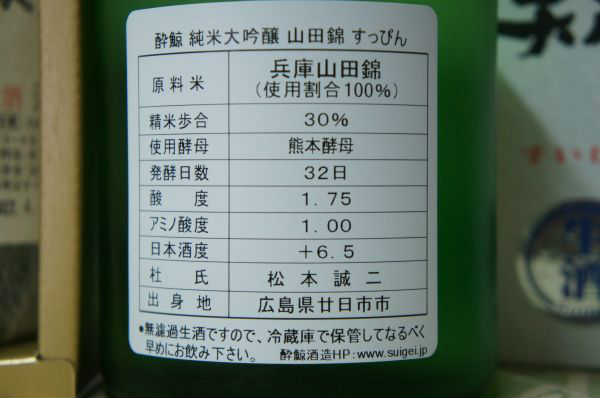 酔鯨 純米大吟醸 山田錦 すっぴん
原料米 兵庫山田錦
(使用割合100%)
精米歩合 30%
使用酵母 熊本酵母
発酵日数 32日
酸度 1.75
アミノ酸度 1.00
日本酒度 +6.5
杜氏 松本誠二
出身地 広島県廿日市市
●無濾過生酒ですので、冷蔵庫で保管してなるべく
早めにお飲み下さい。 酔鯨酒造HP:www.suigei.jp
生酒